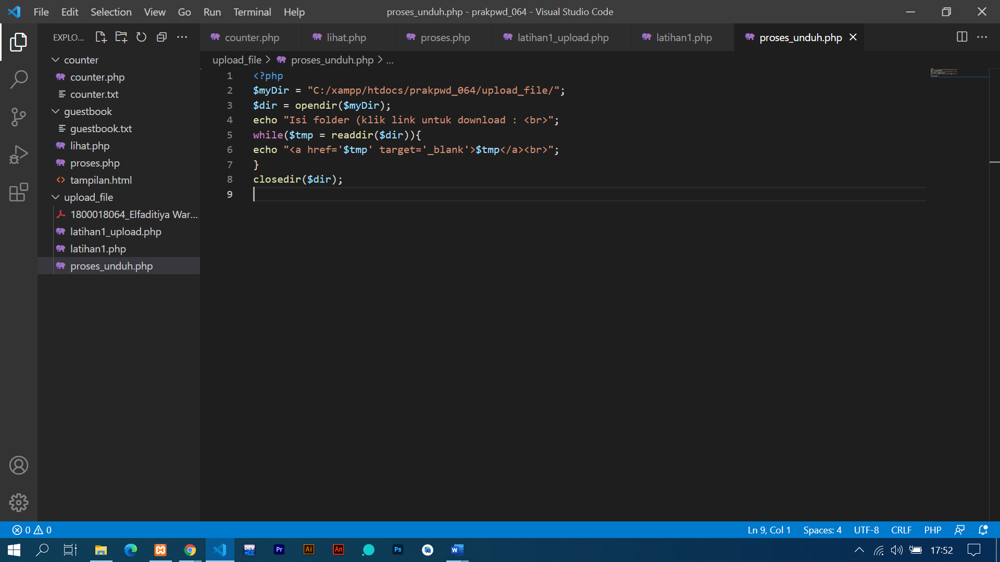 File Edit Selection View Go Run Terminal Help
proses_unduh.php - prakpwd_064 - Visual Studio Code
EXPLO...
counter.php lihat.php proses.php latihan1_upload.php latihan1.php proses_unduh.php
upload_file > proses_unduh.php > ...
counter
counter.php
counter.txt
guestbook
guestbook.txt
lihat.php
proses.php
tampilan.html
upload_file
1800018064_Elfaditiya War...
latihan1_upload.php
latihan1.php
proses_unduh.php
1 <?php
2 $myDir = "C:/xampp/htdocs/prakpwd_064/upload_file/";
3 $dir = opendir($myDir);
4 echo "Isi folder (klik link untuk download : <br>";
5 while($tmp = readdir($dir)){
6 echo "<a href='$tmp' target='_blank'>$tmp</a><br>";
7 }
8 closedir($dir);
9
0 0
Ln 9, Col 1 Spaces: 4 UTF-8 CRLF PHP
DEV C++ Pr Ai An Ps W
17:52